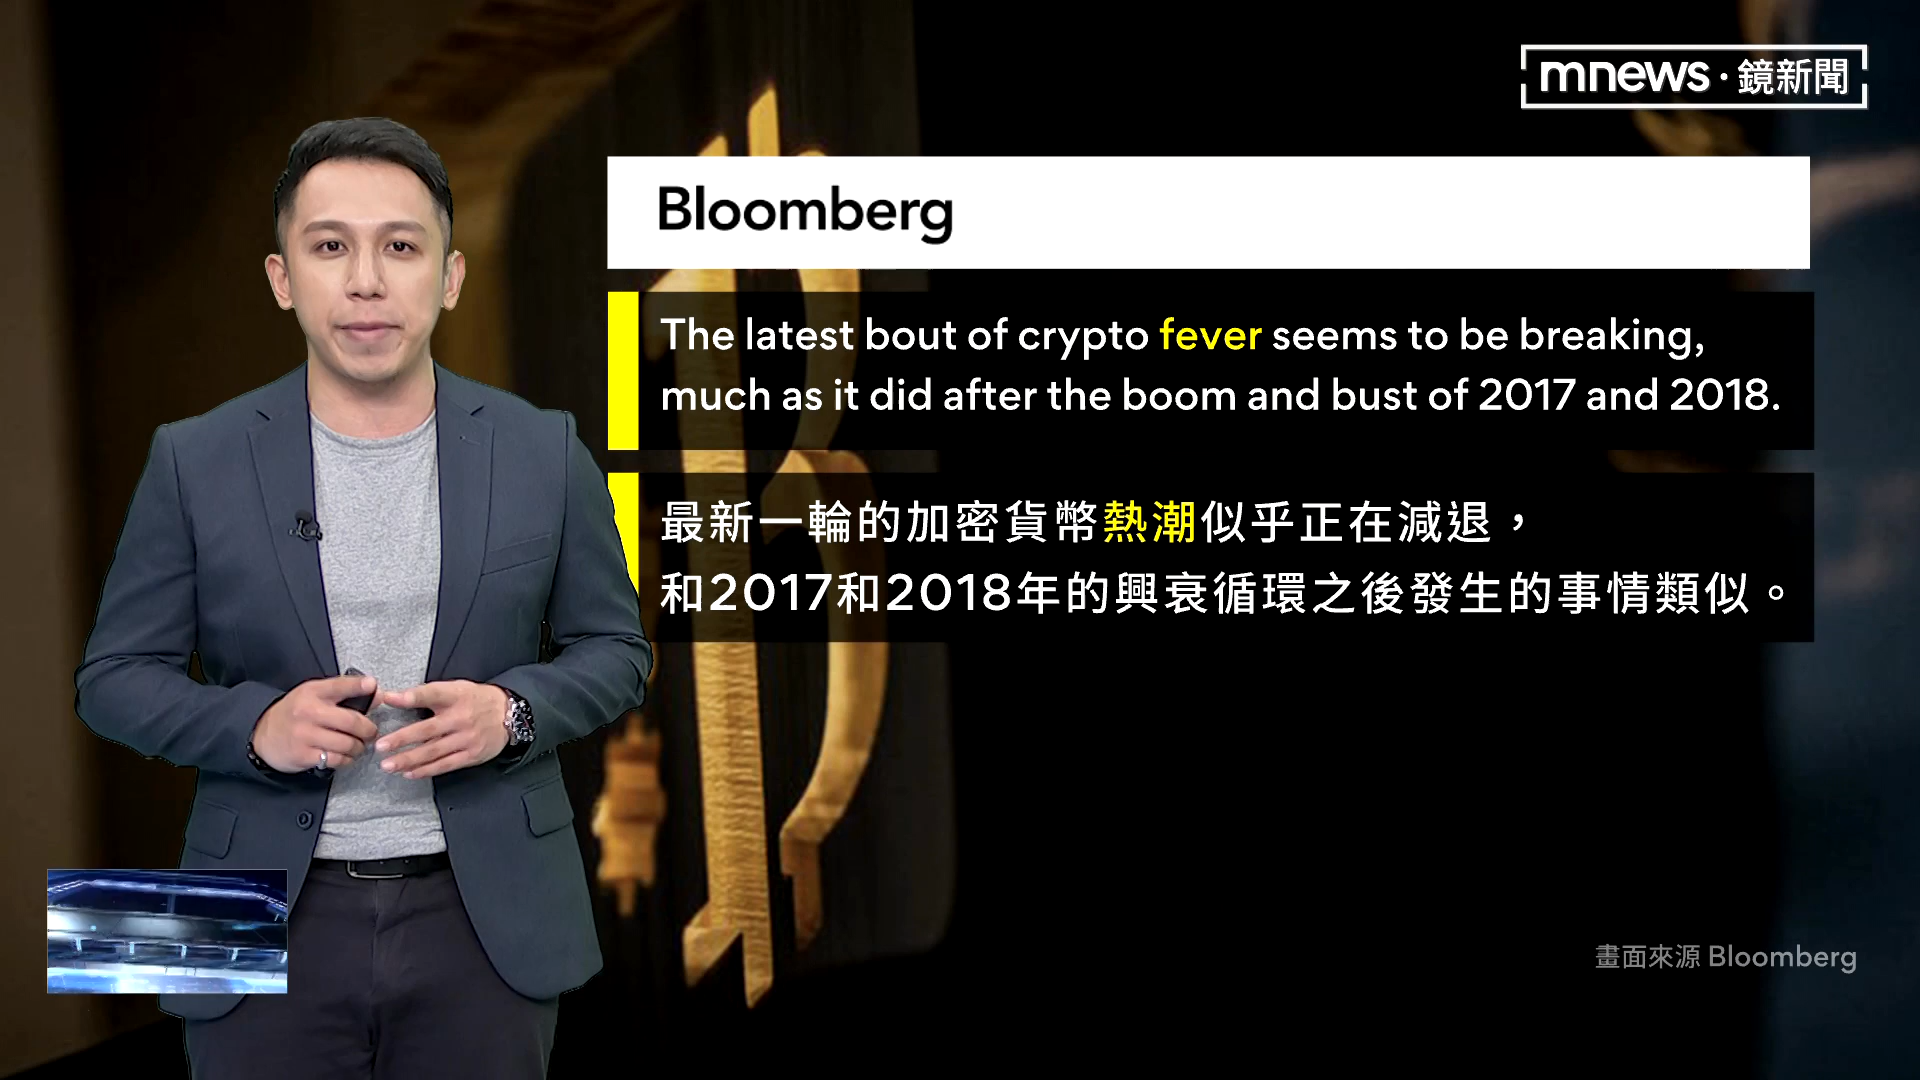 mnews·鏡新聞
Bloomberg
The latest bout of crypto fever seems to be breaking,
much as it did after the boom and bust of 2017 and 2018.
最新一輪的加密貨幣熱潮似乎正在減退，
和2017和2018年的興衰循環之後發生的事情類似。
畫面來源 Bloomberg